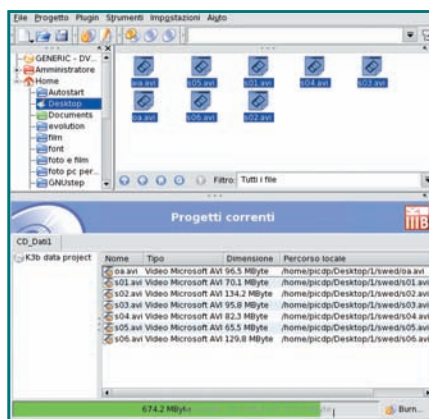 File Progetto Plugin Strumenti Impostazioni Aiuto
GENERIC - DV...
Amministratore
Home
Autostart
Desktop
Documents
evolution
film
font
foto e film
foto pc per...
GNUstep
s05.avi s01.avi s04.avi s03.avi
oa.avi s06.avi s02.avi
Filtro: Tutti i file
Progetti correnti
CD_Dati1
K3b data project
Nome Tipo Dimensione Percorso locale
oa.avi Video Microsoft AVI 96.5 MByte /home/picdp/Desktop/1/swed/oa.avi
s01.avi Video Microsoft AVI 70.1 MByte /home/picdp/Desktop/1/swed/s01.avi
s02.avi Video Microsoft AVI 134.2 MByte /home/picdp/Desktop/1/swed/s02.avi
s03.avi Video Microsoft AVI 95.8 MByte /home/picdp/Desktop/1/swed/s03.avi
s04.avi Video Microsoft AVI 82.3 MByte /home/picdp/Desktop/1/swed/s04.avi
s05.avi Video Microsoft AVI 65.5 MByte /home/picdp/Desktop/1/swed/s05.avi
s06.avi Video Microsoft AVI 129.8 MByte /home/picdp/Desktop/1/swed/s06.avi
674.2 MByte Burn...